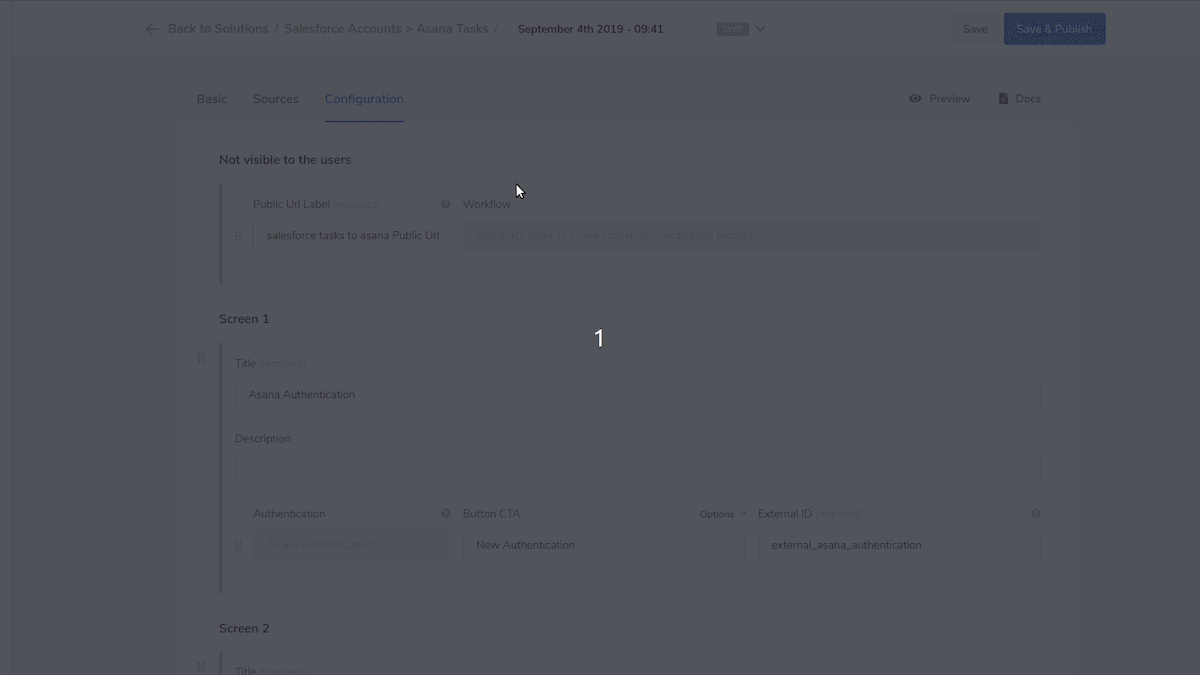 Back to Solutions / Salesforce Accounts > Asana Tasks / September 4th 2019 - 09:41 Draft Save Save & Publish
Basic Sources Configuration Preview Docs
Not visible to the users
Public Url Label (required) Workflow
salesforce tasks to asana Public Url
Screen 1
1
Title (required)
Asana Authentication
Description
Authentication Button CTA Options External ID (required)
Asana Authentication New Authentication external_asana_authentication
Screen 2
Title (required)